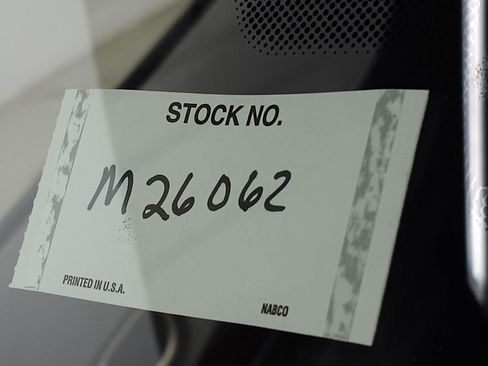 STOCK NO.
M26062
PRINTED IN U.S.A.
NABCO